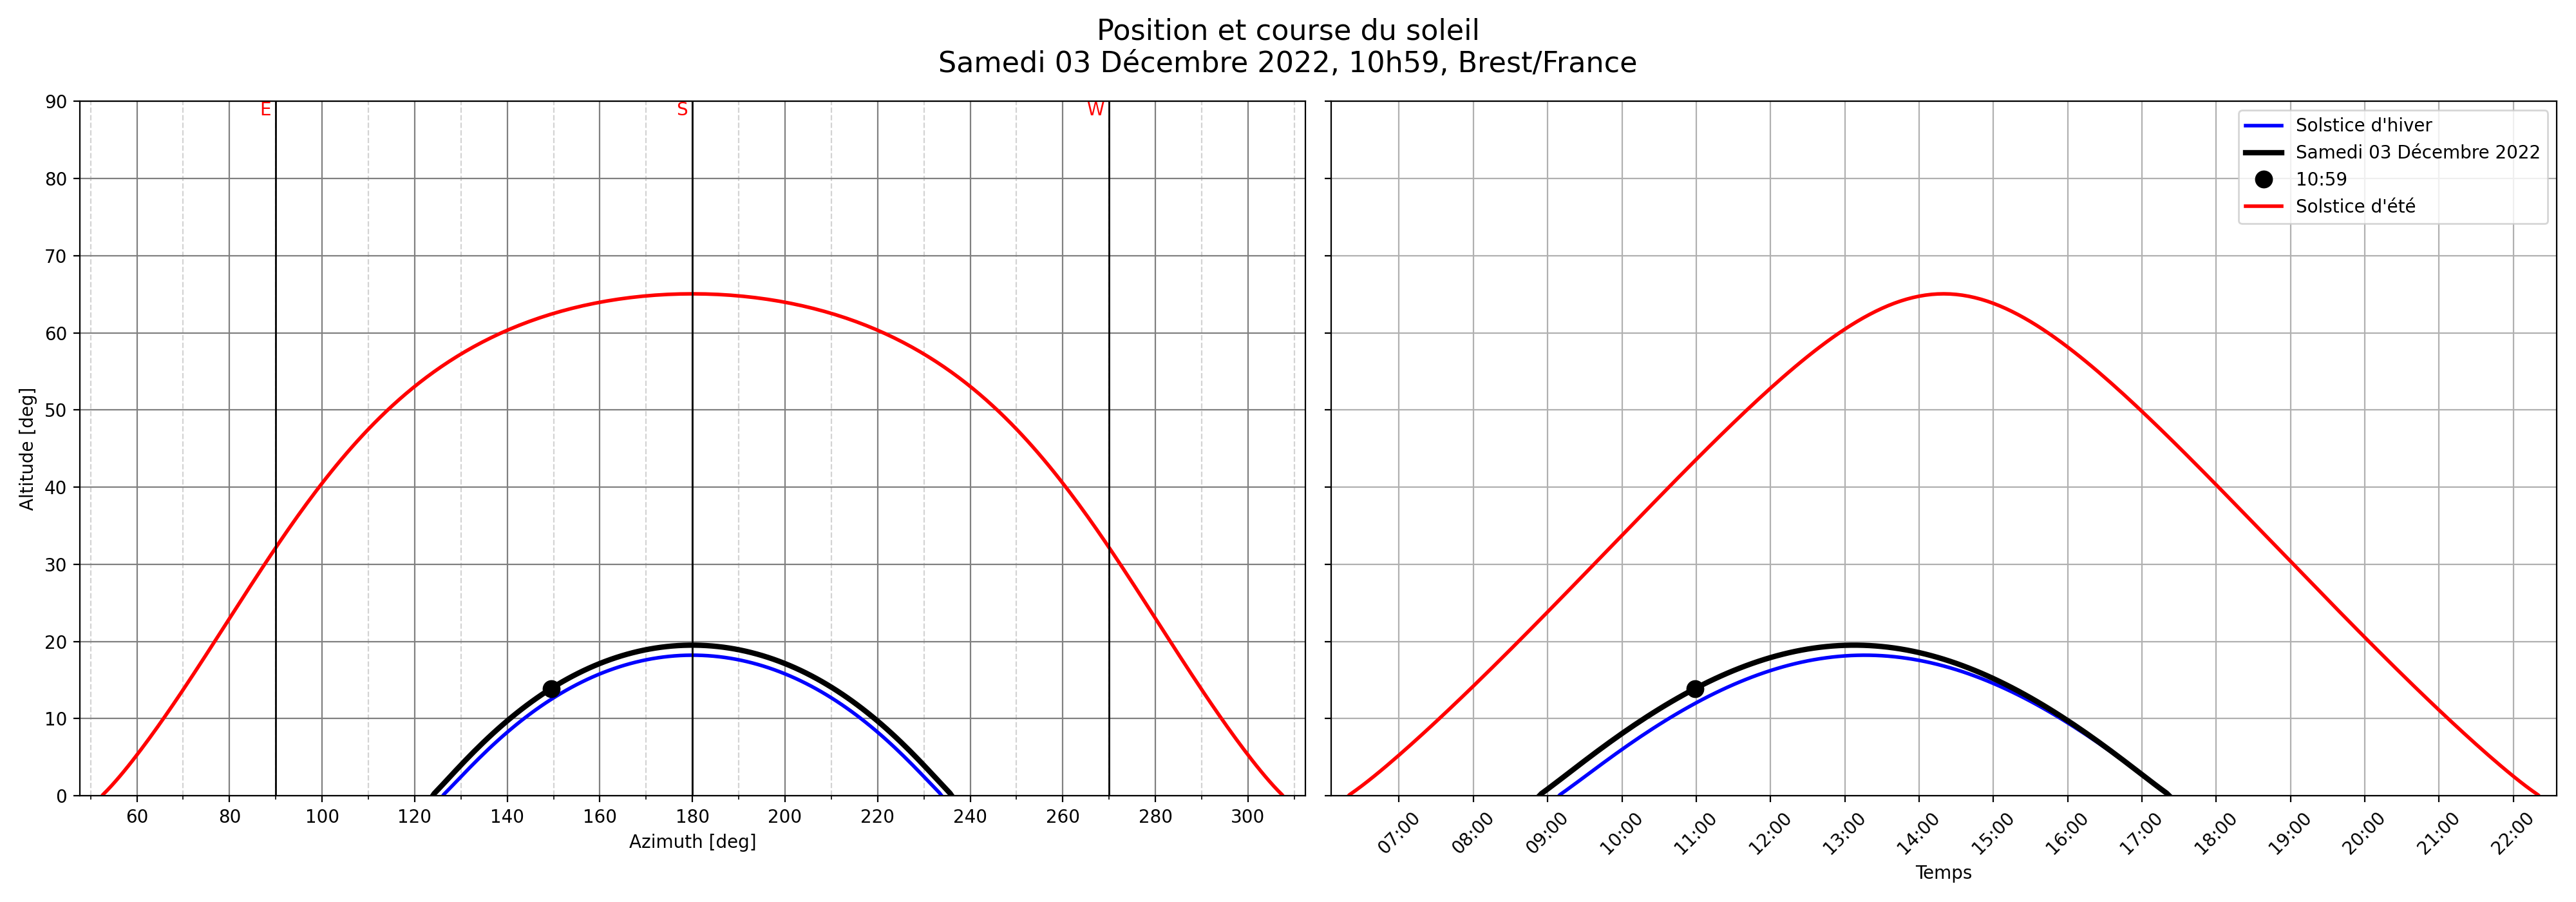 Position et course du soleil
Samedi 03 Décembre 2022, 10h59, Brest/France
E
S
W
90
80
70
60
50
40
30
20
10
0
Altitude [deg]
60 80 100 120 140 160 180 200 220 240 260 280 300
Azimuth [deg]
Solstice d'hiver
Samedi 03 Décembre 2022
10:59
Solstice d'été
07:00 08:00 09:00 10:00 11:00 12:00 13:00 14:00 15:00 16:00 17:00 18:00 19:00 20:00 21:00 22:00
Temps